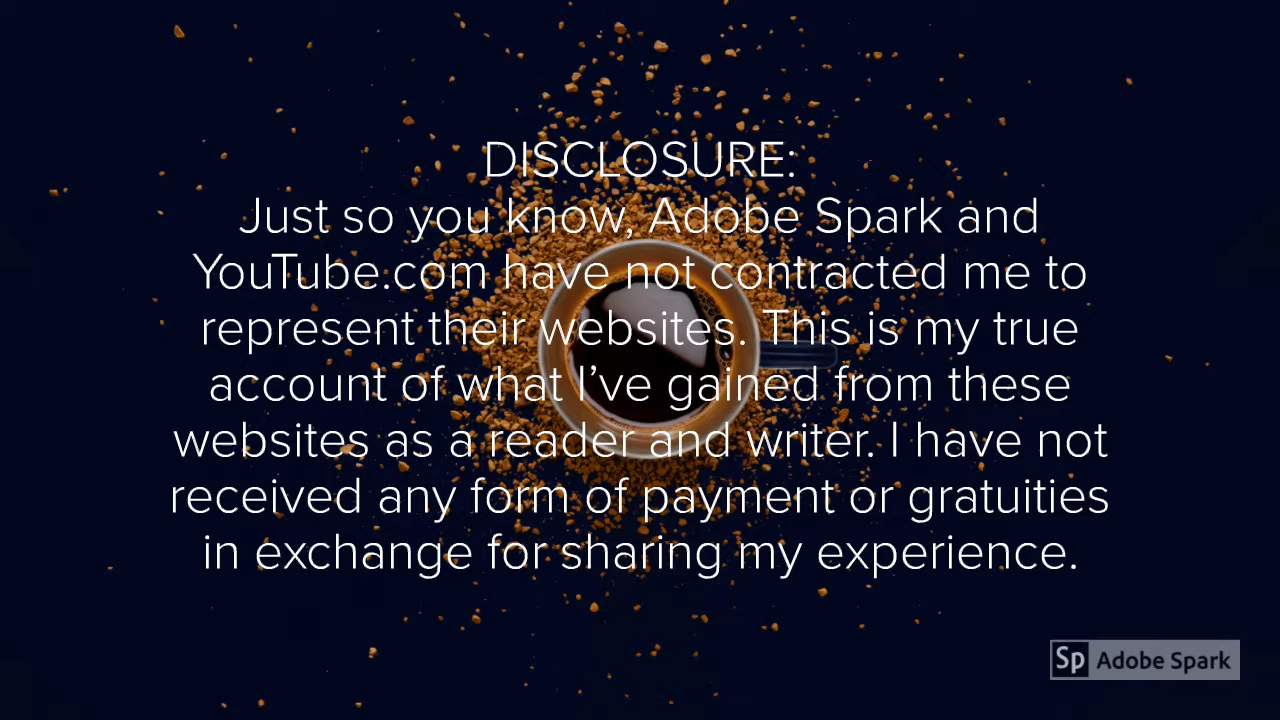 DISCLOSURE:
Just so you know, Adobe Spark and
YouTube.com have not contracted me to
represent their websites. This is my true
account of what I’ve gained from these
websites as a reader and writer. I have not
received any form of payment or gratuities
in exchange for sharing my experience.
Sp Adobe Spark